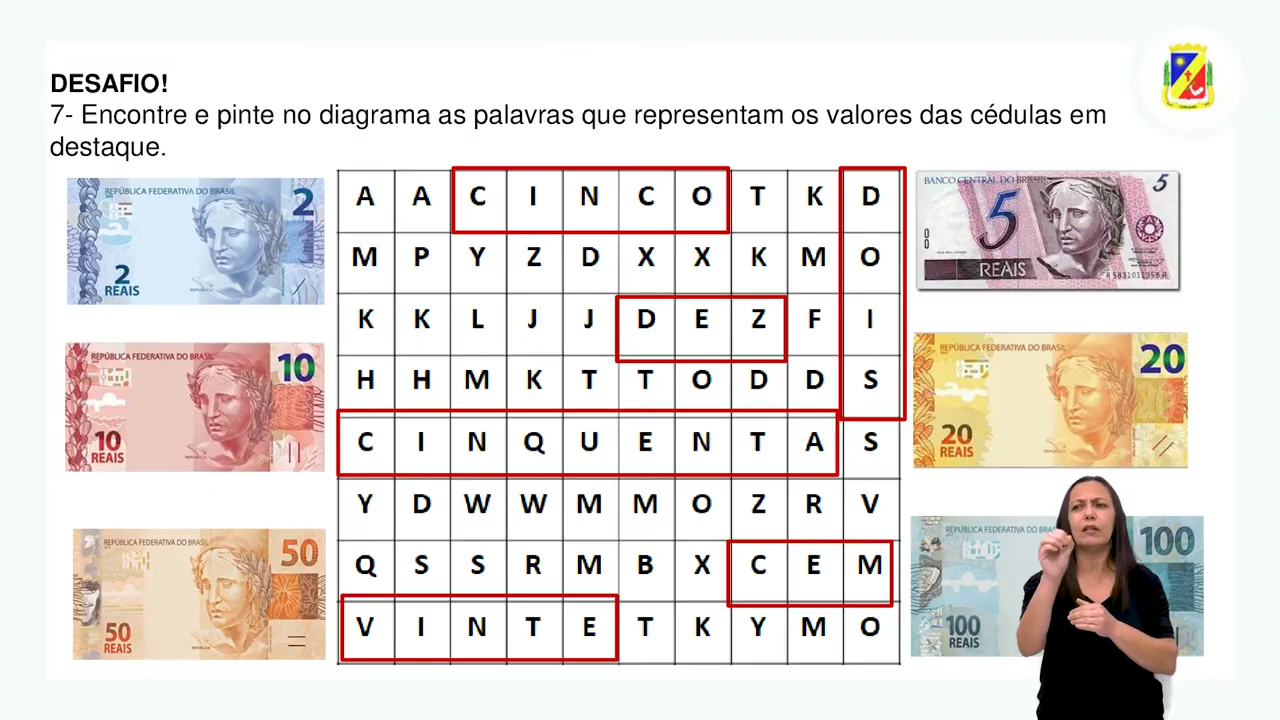 DESAFIO!
7- Encontre e pinte no diagrama as palavras que representam os valores das cédulas em
destaque.
REPÚBLICA FEDERATIVA DO BRASIL
2
2
REAIS
REPÚBLICA FEDERATIVA DO BRASIL
10
10
REAIS
REPÚBLICA FEDERATIVA DO BRASIL
50
50
REAIS
A A C I N C O T K D
M P Y Z D X X K M O
K K L J J D E Z F I
H H M K T T O D D S
C I N Q U E N T A S
Y D W W M M O Z R V
Q S S R M B X C E M
V I N T E T K Y M O
BANCO CENTRAL DO BRASIL
5
5
REAIS
REPÚBLICA FEDERATIVA DO BRASIL
20
20
REAIS
REPÚBLICA FEDERATIVA DO BRA
100
100
REAIS